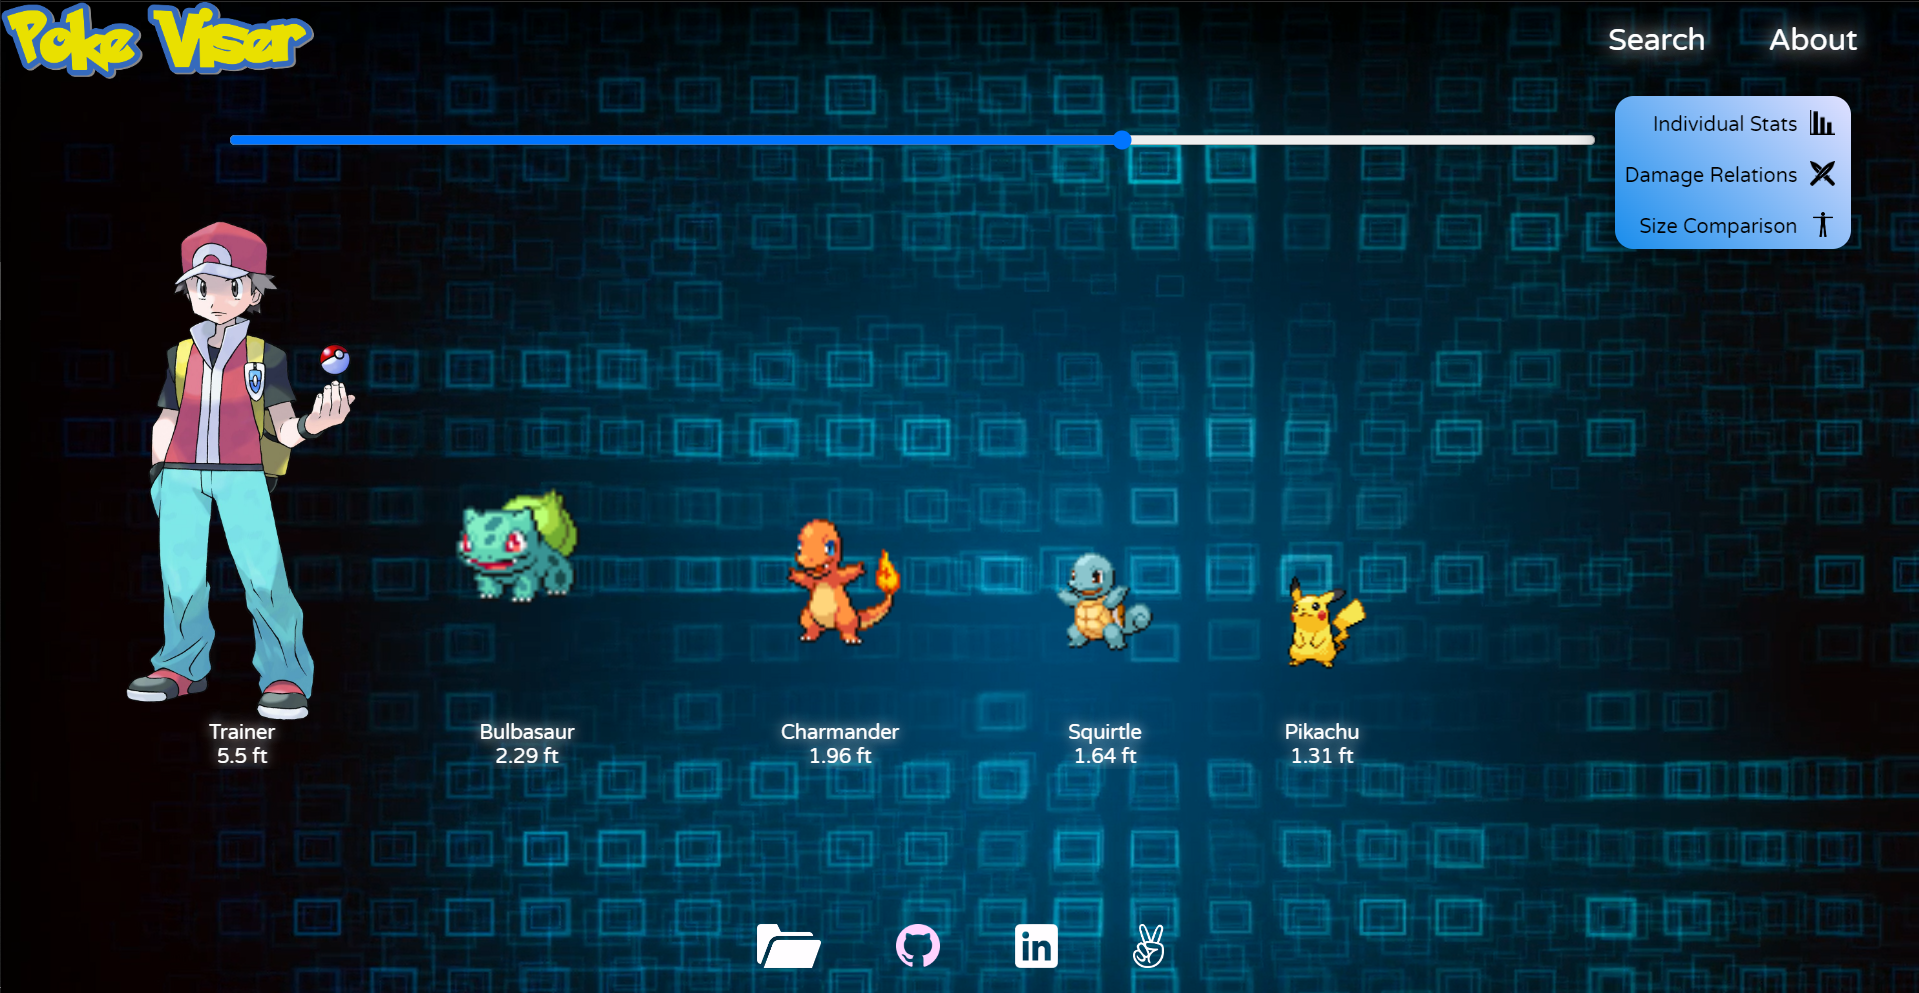 Poke Viser
Search
About
Individual Stats
Damage Relations
Size Comparison
Trainer
5.5 ft
Bulbasaur
2.29 ft
Charmander
1.96 ft
Squirtle
1.64 ft
Pikachu
1.31 ft
in